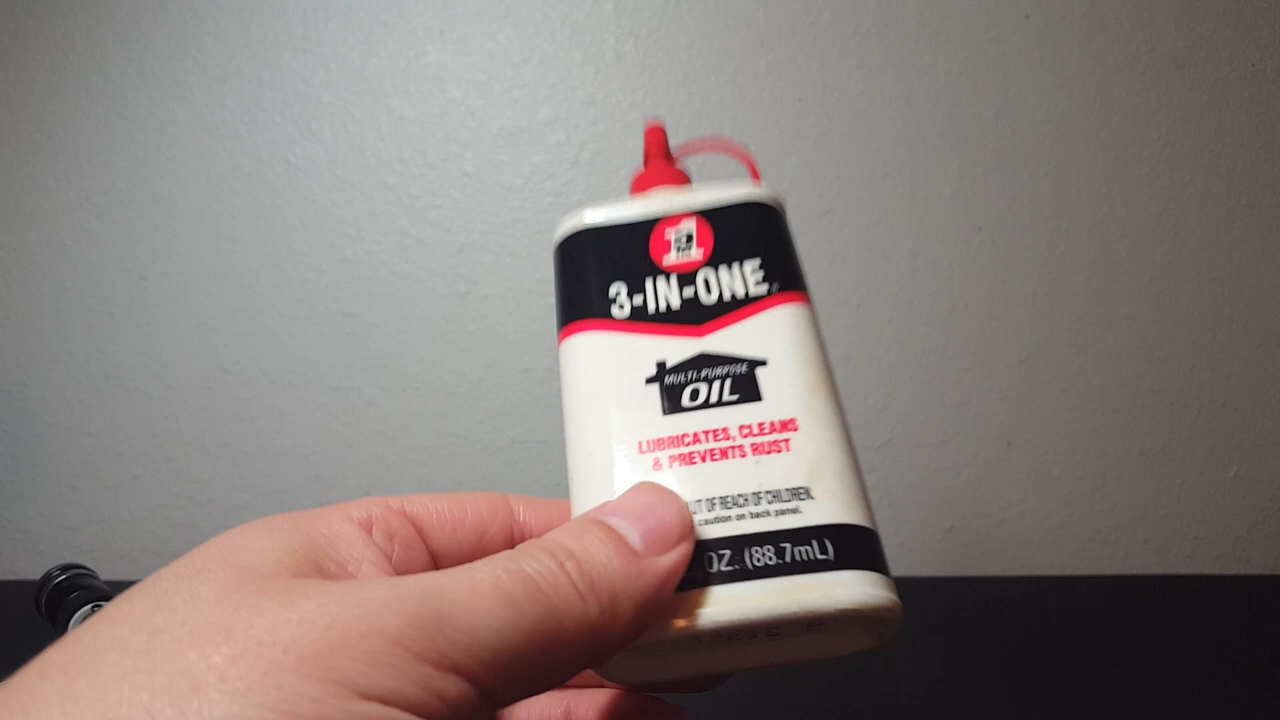 1
3-IN-ONE
MULTI-PURPOSE
OIL
LUBRICATES, CLEANS
& PREVENTS RUST
OF REACH OF CHILDREN.
caution on back panel.
OZ. (88.7mL)